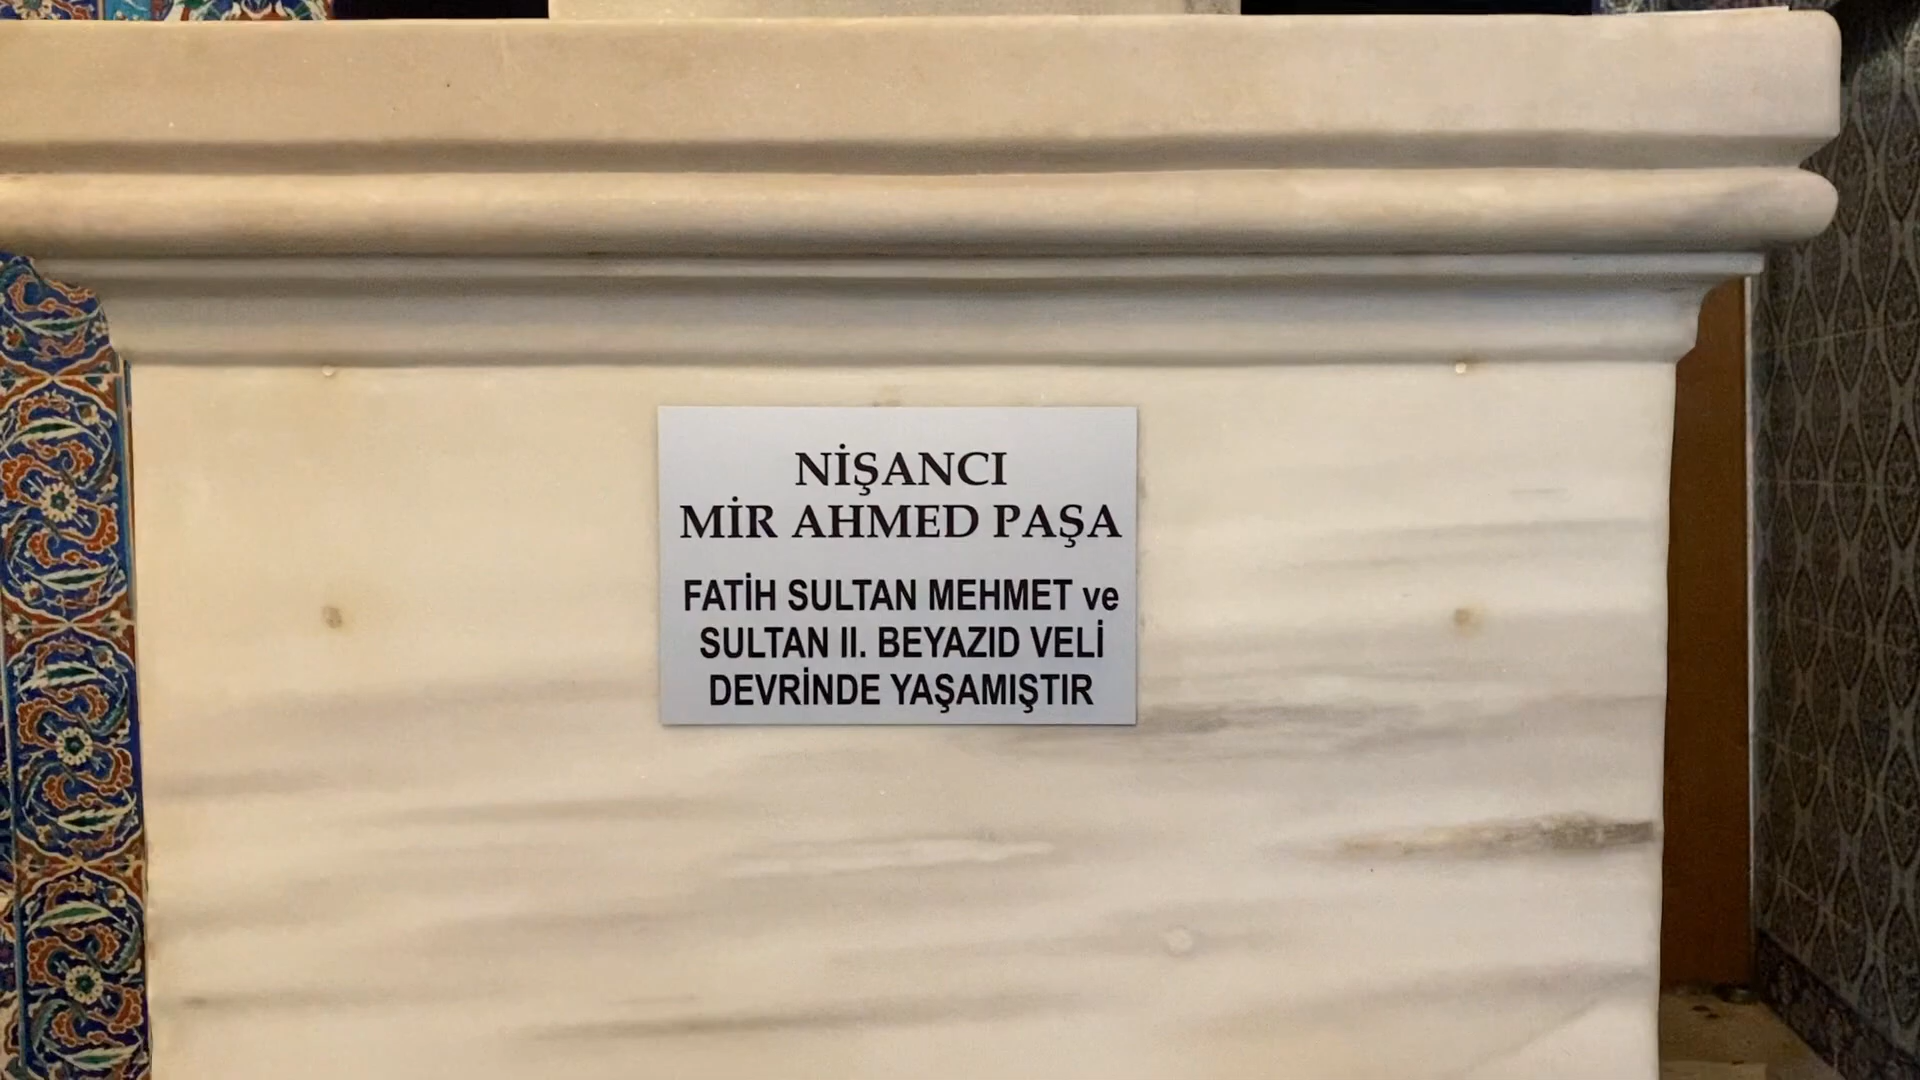 NİŞANCI
MİR AHMED PAŞA
FATİH SULTAN MEHMET ve
SULTAN II. BEYAZID VELİ
DEVRİNDE YAŞAMIŞTIR